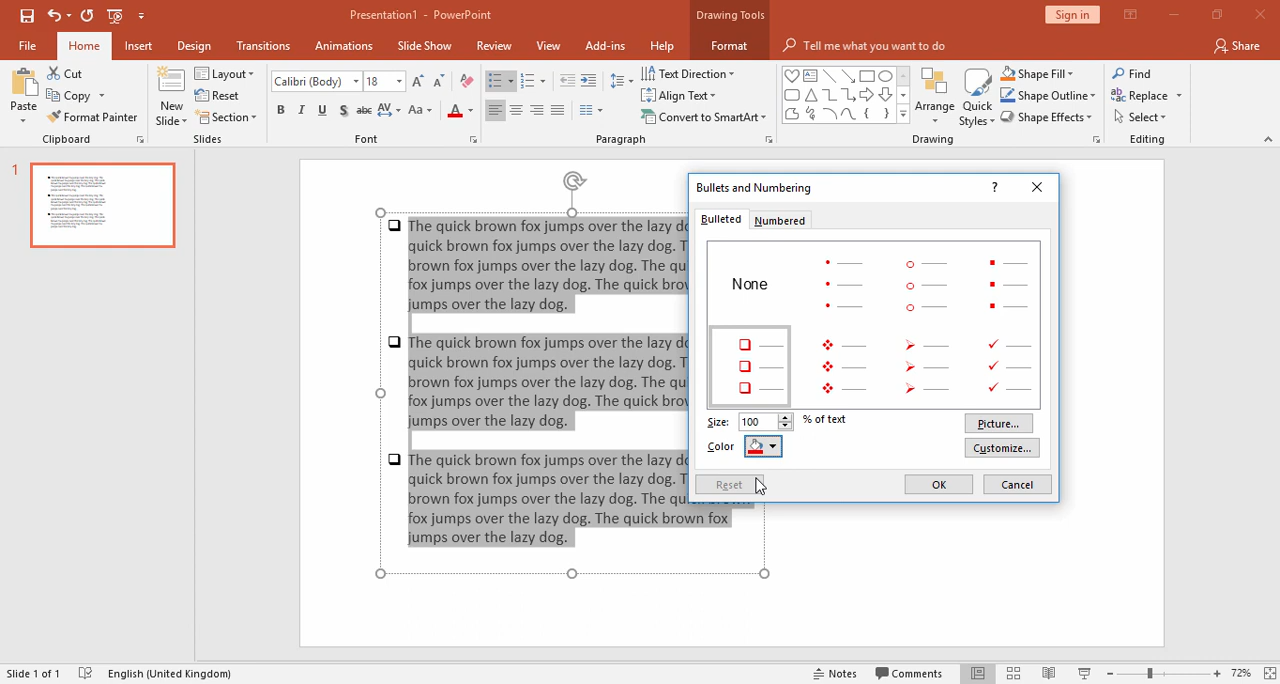 Presentation1 - PowerPoint
Drawing Tools
Sign in
File Home Insert Design Transitions Animations Slide Show Review View Add-ins Help Format Tell me what you want to do Share
Paste
Cut
Copy
Format Painter
Clipboard
New Slide
Layout
Reset
Section
Slides
Calibri (Body) 18
B I U S abc AV Aa A
Font
Paragraph
Text Direction
Align Text
Convert to SmartArt
Arrange
Quick Styles
Shape Fill
Shape Outline
Shape Effects
Drawing
Find
Replace
Select
Editing
1
The quick brown fox jumps over the lazy
quick brown fox jumps over the lazy dog.
brown fox jumps over the lazy dog. The
fox jumps over the lazy dog. The quick
jumps over the lazy dog.
The quick brown fox jumps over the lazy
quick brown fox jumps over the lazy dog.
brown fox jumps over the lazy dog. The
fox jumps over the lazy dog. The quick
jumps over the lazy dog.
The quick brown fox jumps over the lazy
quick brown fox jumps over the lazy dog.
brown fox jumps over the lazy dog. The
fox jumps over the lazy dog. The quick brown fox
jumps over the lazy dog.
Bullets and Numbering ?
Bulleted Numbered
None
Size: 100 % of text
Picture...
Color
Customize...
Reset OK Cancel
Slide 1 of 1 English (United Kingdom) Notes Comments 72%